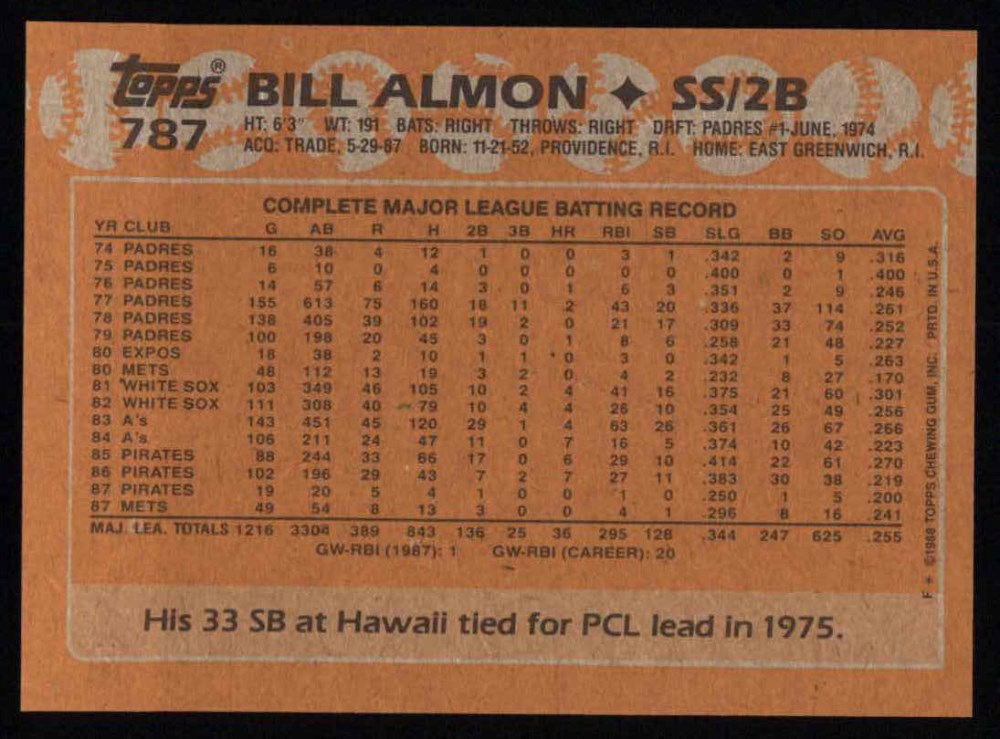 topps® BILL ALMON ✦ SS/2B
787 HT: 6'3" WT: 191 BATS: RIGHT THROWS: RIGHT DRFT: PADRES #1-JUNE, 1974
ACQ: TRADE, 5-29-87 BORN: 11-21-52, PROVIDENCE, R.I. HOME: EAST GREENWICH, R.I.
COMPLETE MAJOR LEAGUE BATTING RECORD
YR CLUB G AB R H 2B 3B HR RBI SB SLG BB SO AVG
74 PADRES 16 38 4 12 1 0 0 3 1 .342 2 9 .316
75 PADRES 6 10 0 4 0 0 0 0 0 .400 0 1 .400
76 PADRES 14 57 6 14 3 0 1 6 3 .351 2 9 .246
77 PADRES 155 613 75 160 18 11 2 43 20 .336 37 114 .261
78 PADRES 138 405 39 102 19 2 0 21 17 .309 33 74 .252
79 PADRES 100 198 20 45 3 0 1 8 6 .258 21 48 .227
80 EXPOS 18 38 2 10 1 1 0 3 0 .342 1 5 .263
80 METS 48 112 13 19 3 2 0 4 2 .232 8 27 .170
81 WHITE SOX 103 349 46 105 10 2 4 41 16 .375 21 60 .301
82 WHITE SOX 111 308 40 79 10 4 4 26 10 .354 25 49 .256
83 A's 143 451 45 120 29 1 4 63 26 .361 26 67 .266
84 A's 106 211 24 47 11 0 7 16 5 .374 10 42 .223
85 PIRATES 88 244 33 66 17 0 6 29 10 .414 22 61 .270
86 PIRATES 102 196 29 43 7 2 7 27 11 .383 30 38 .219
87 PIRATES 19 20 5 4 1 0 0 1 0 .250 1 5 .200
87 METS 49 54 8 13 3 0 0 4 1 .296 8 16 .241
MAJ. LEA. TOTALS 1216 3304 389 843 136 25 36 295 128 .344 247 625 .255
GW-RBI (1987): 1 GW-RBI (CAREER): 20
His 33 SB at Hawaii tied for PCL lead in 1975.
F* ©1988 TOPPS CHEWING GUM, INC. PRTD. IN U.S.A.